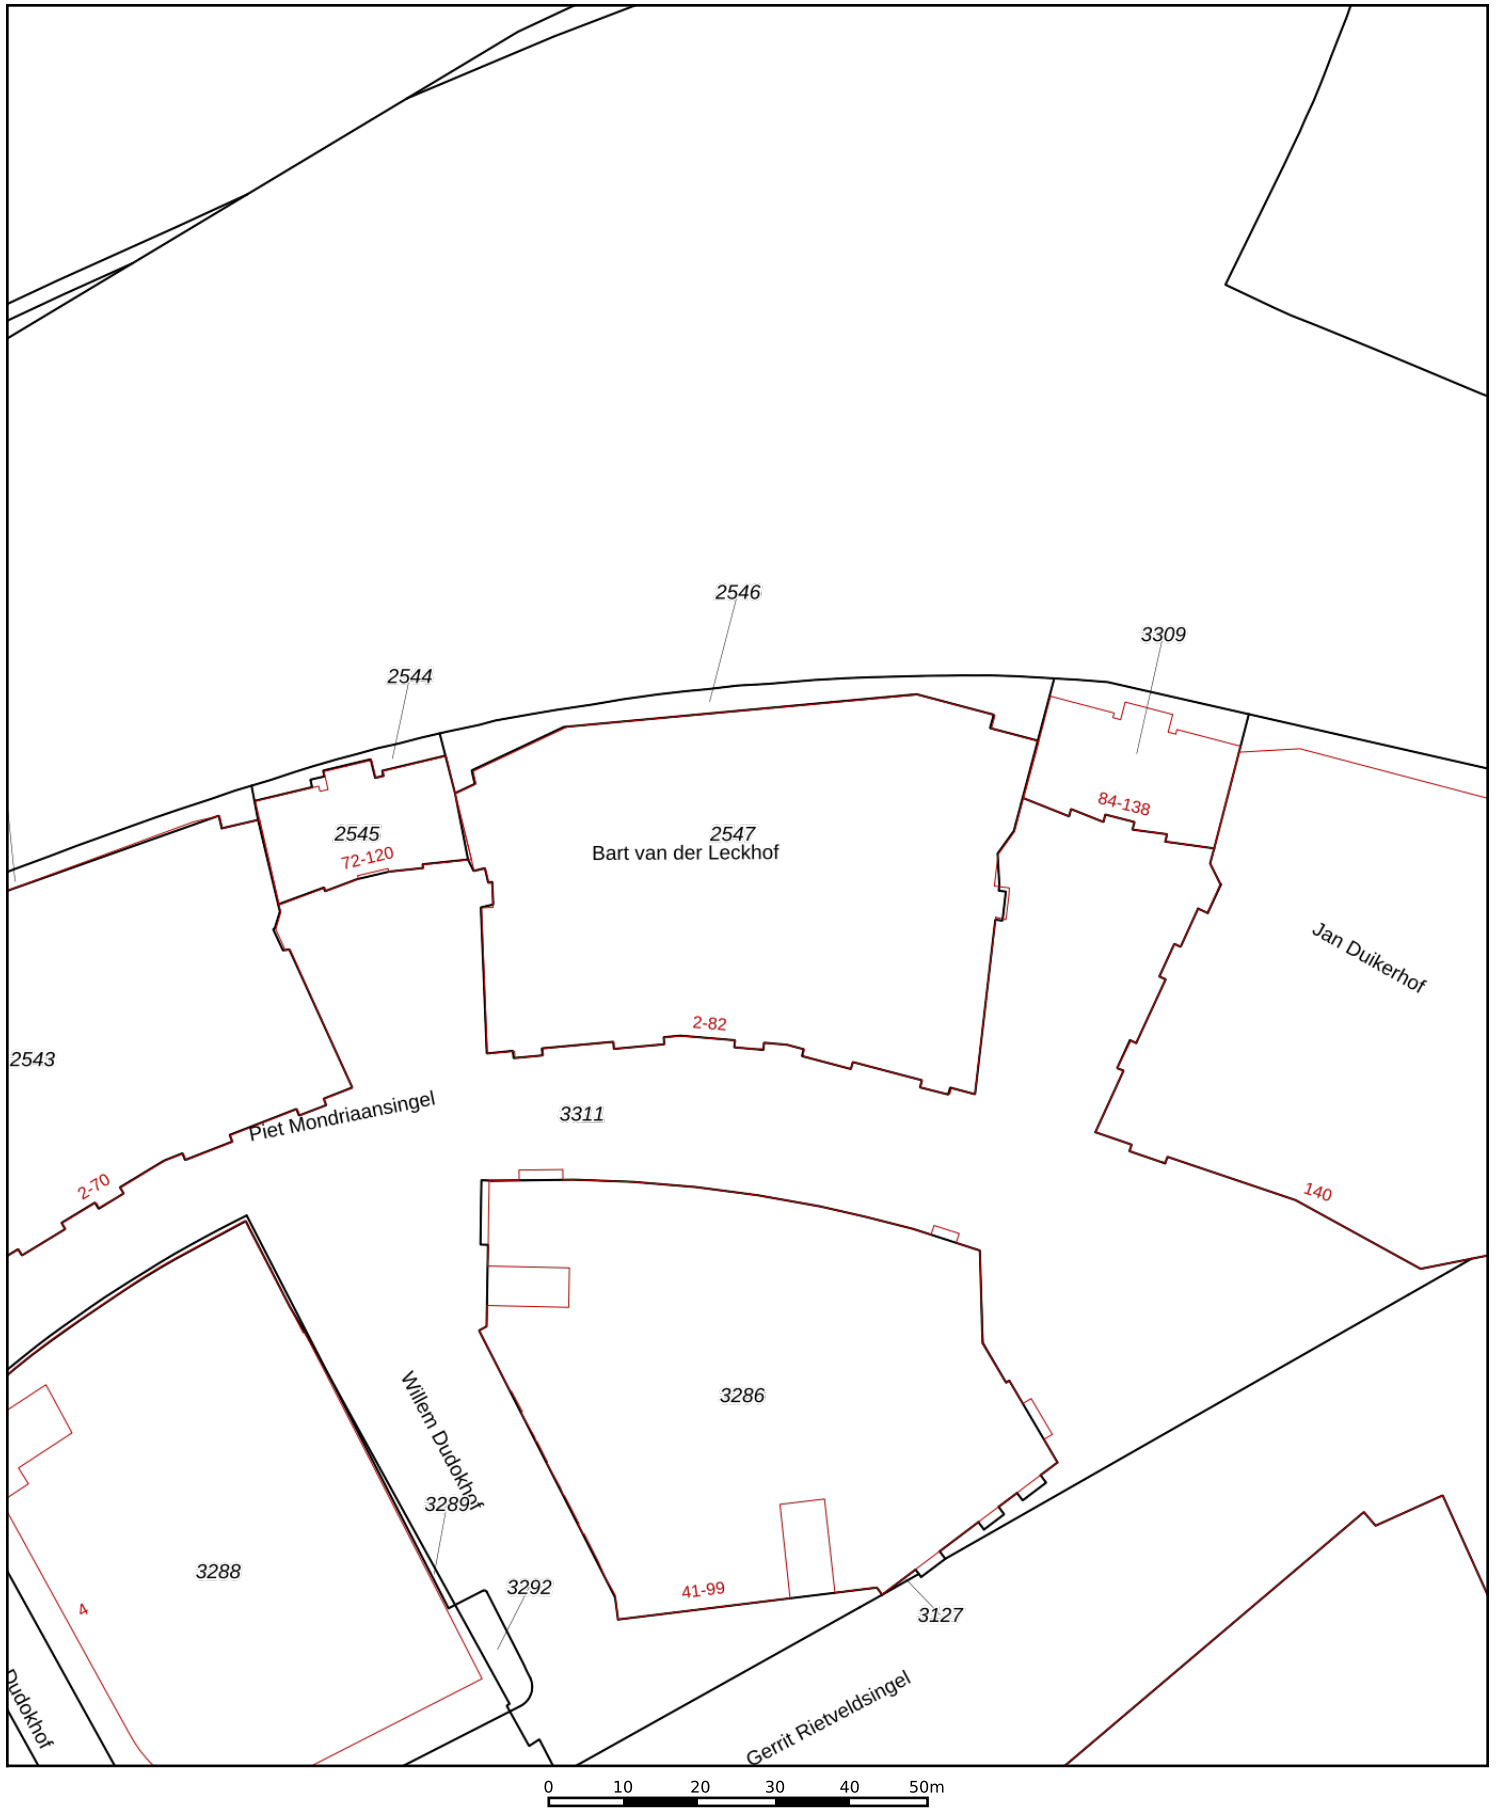 2546
3309
2544
84-138
2545
2547
72-120
Bart van der Leckhof
Jan Duikerhof
2-82
2543
Piet Mondriaansingel
3311
2-70
140
3286
Willem Dudokhof
3289
3288
3292
41-99
4
3127
Dudokhof
Gerrit Rietveldsingel
0 10 20 30 40 50m